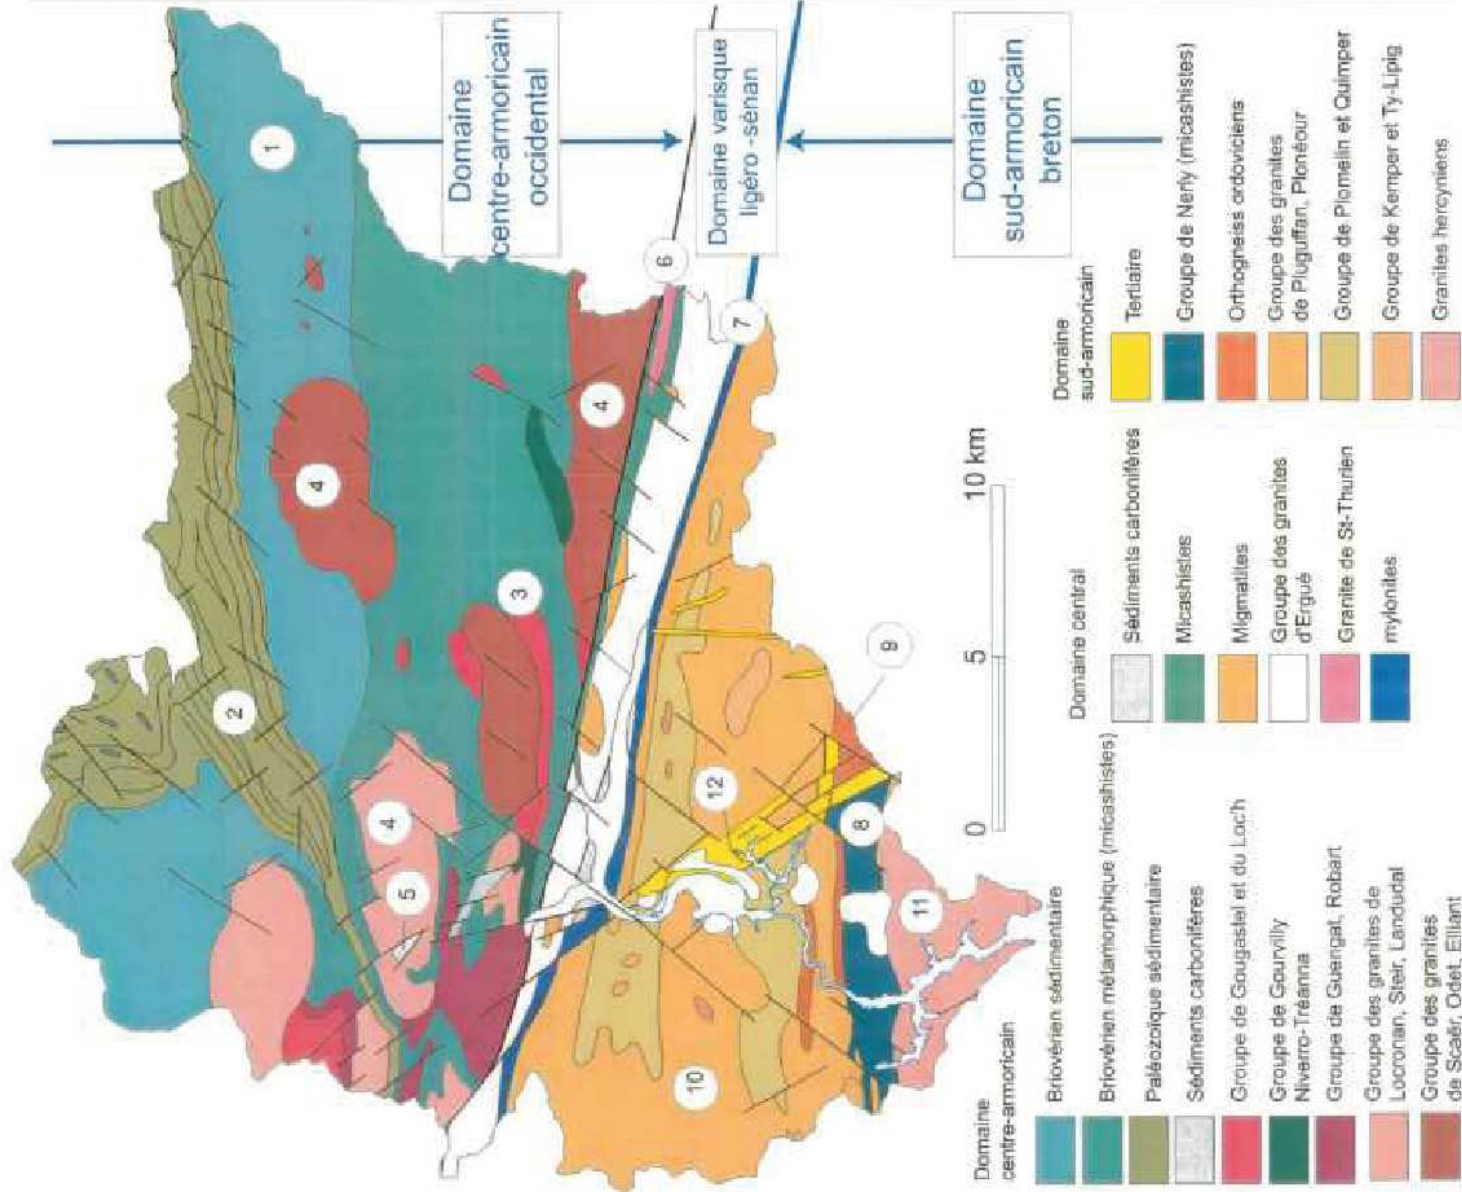 1
2
3
4
4
4
5
6
7
8
9
10
11
12
Domaine
centre-armoricain
occidental
Domaine varisque
ligéro-sénan
Domaine
sud-armoricain
breton
0
5
10 km
Domaine
centre-armoricain
Briovérien sédimentaire
Briovérien métamorphique (micashistes)
Paléozoïque sédimentaire
Sédiments carbonifères
Groupe de Gougastel et du Loc'h
Groupe de Gourvilly
Niverro-Tréanna
Groupe de Guengat, Robart
Groupe des granites de
Locronan, Steir, Landudal
Groupe des granites
de Scaër, Odet, Elliant
Domaine central
Sédiments carbonifères
Micashistes
Migmatites
Groupe des granites
d'Ergué
Granite de St-Thurien
mylonites
Domaine
sud-armoricain
Tertiaire
Groupe de Nerly (micashistes)
Orthogneiss ordoviciens
Groupe des granites
de Pluguffan, Plonéour
Groupe de Plomelin et Quimper
Groupe de Kemper et Ty-Lipig
Granites hercyniens